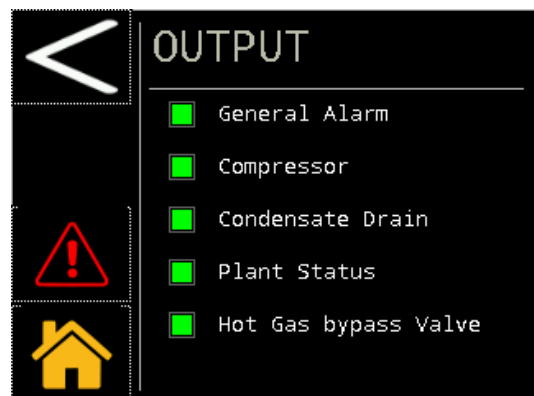 OUTPUT
General Alarm
Compressor
Condensate Drain
Plant Status
Hot Gas bypass Valve